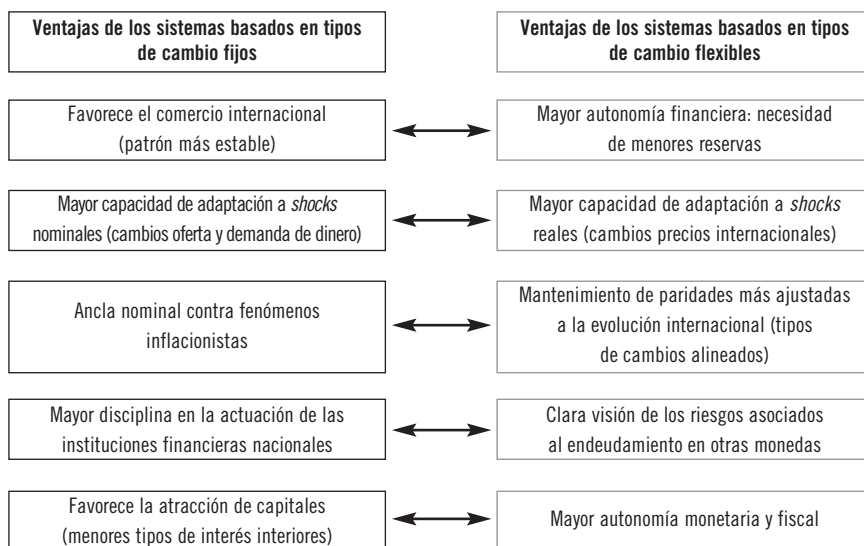 Ventajas de los sistemas basados en tipos
de cambio fijos
Ventajas de los sistemas basados en tipos
de cambio flexibles
Favorece el comercio internacional
(patrón más estable)
Mayor autonomía financiera: necesidad
de menores reservas
Mayor capacidad de adaptación a shocks
nominales (cambios oferta y demanda de dinero)
Mayor capacidad de adaptación a shocks
reales (cambios precios internacionales)
Ancla nominal contra fenómenos
inflacionistas
Mantenimiento de paridades más ajustadas
a la evolución internacional (tipos
de cambios alineados)
Mayor disciplina en la actuación de las
instituciones financieras nacionales
Clara visión de los riesgos asociados
al endeudamiento en otras monedas
Favorece la atracción de capitales
(menores tipos de interés interiores)
Mayor autonomía monetaria y fiscal